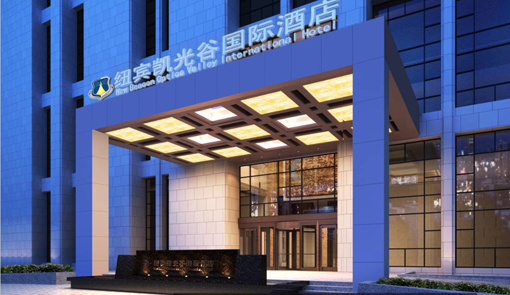 纽宾凯光谷国际酒店
New Beacon Optics Valley International Hotel